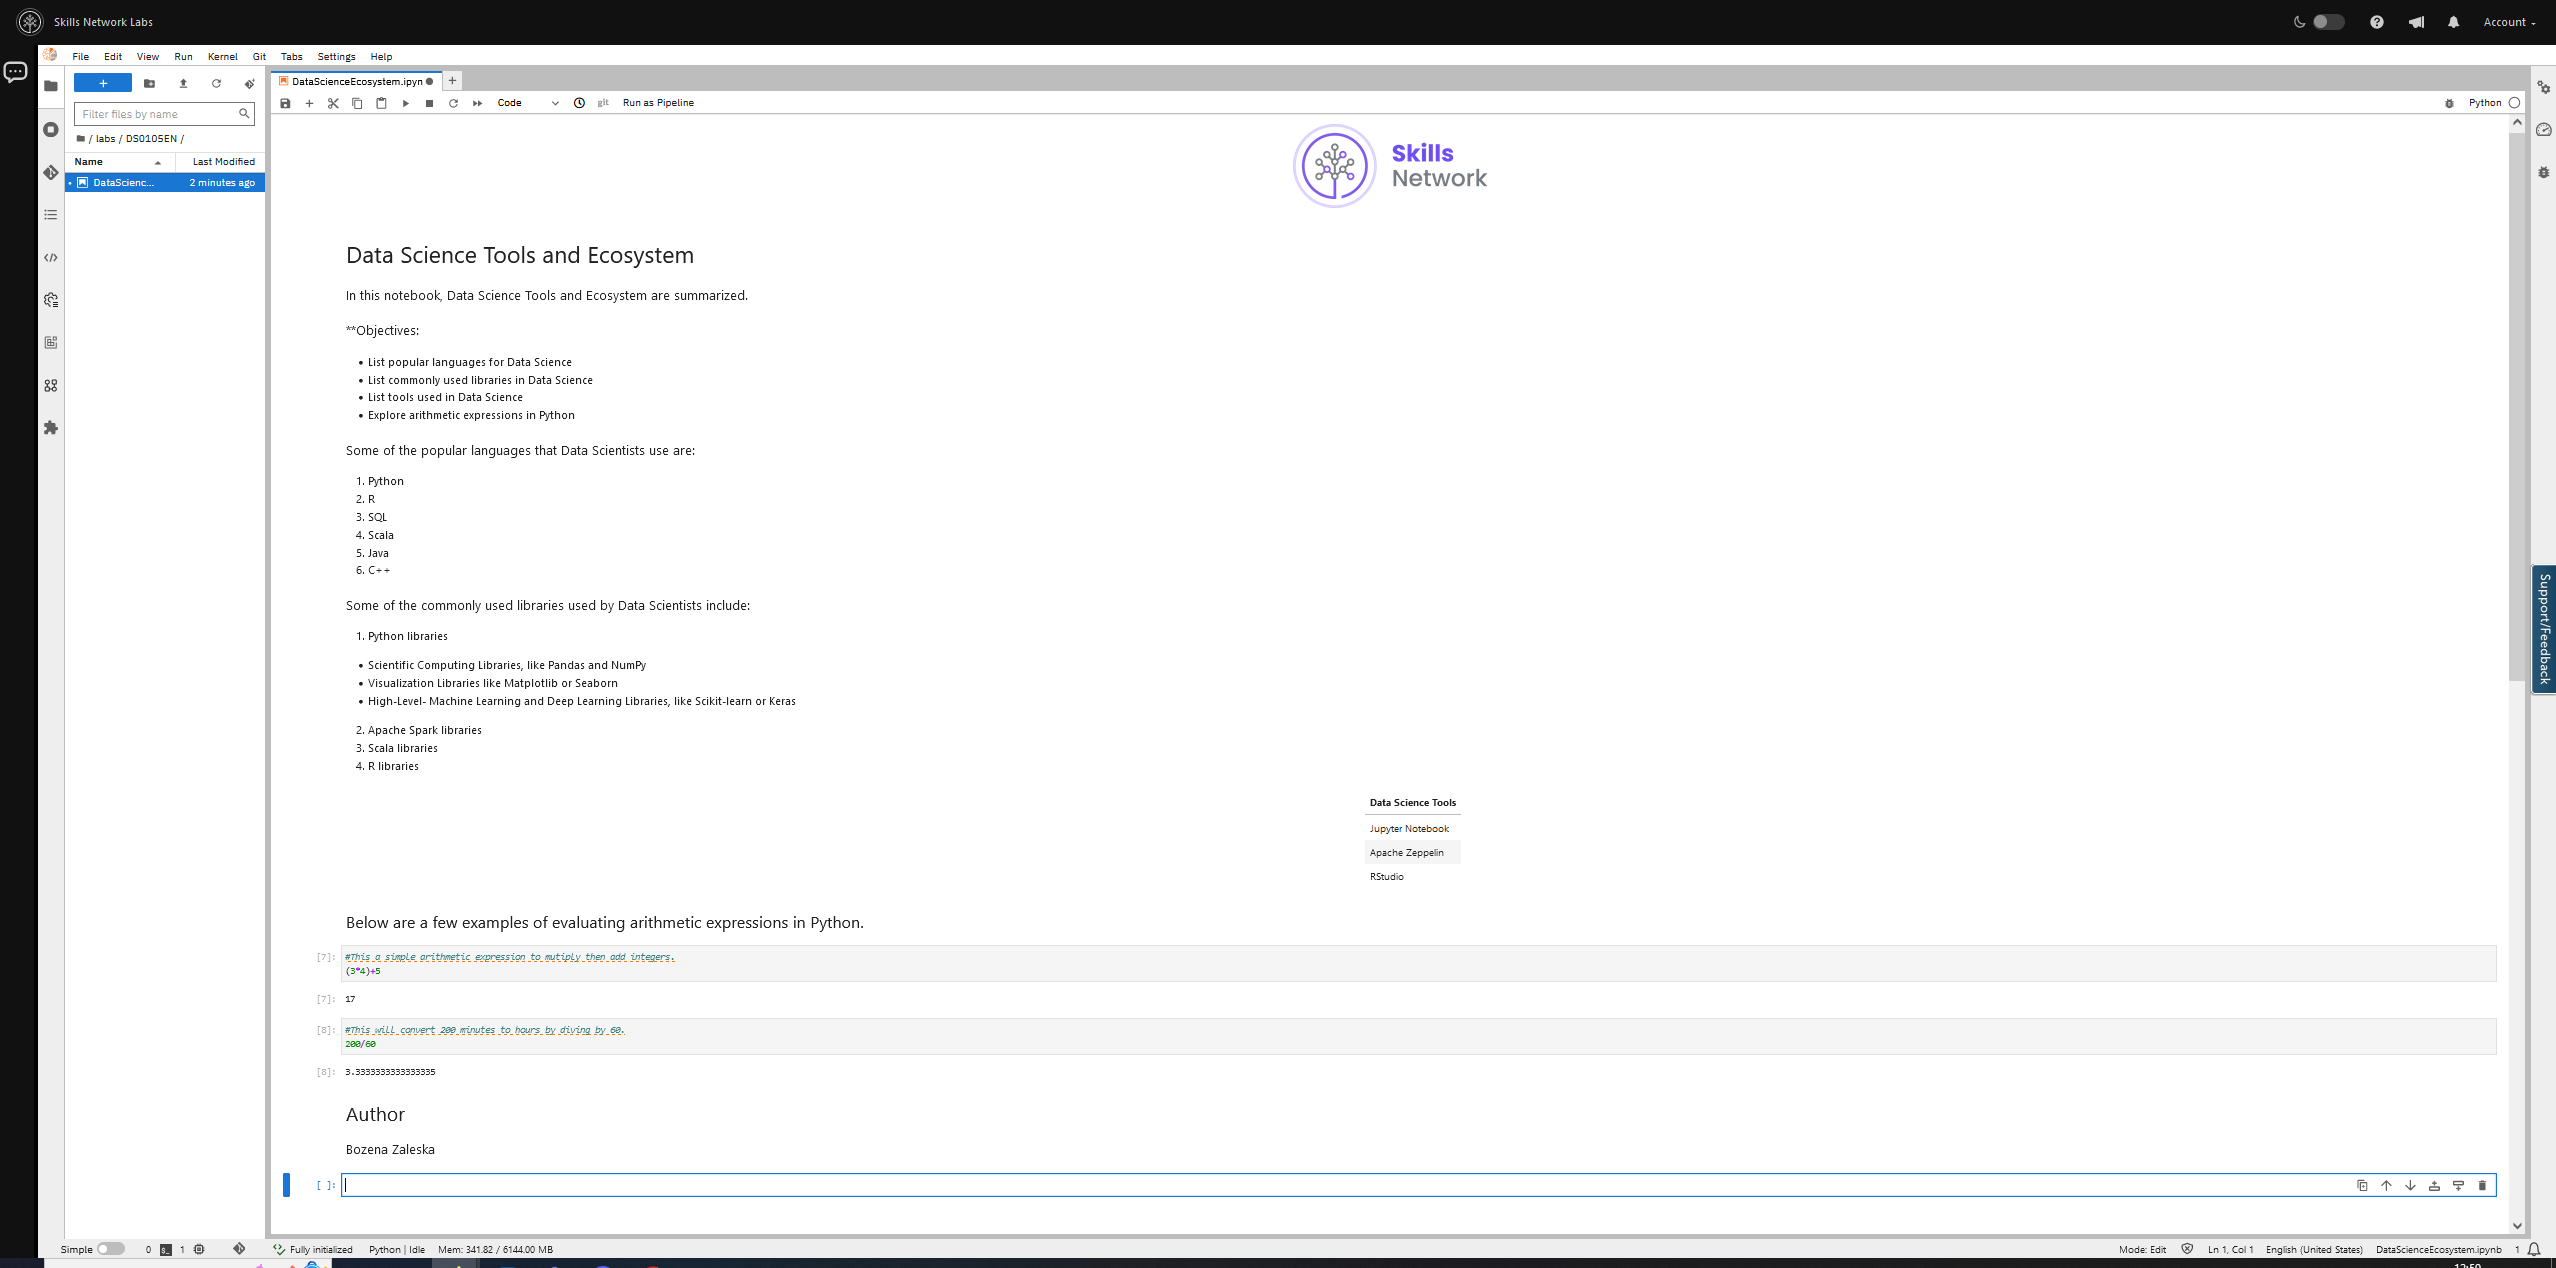 Skills Network Labs
Account
File Edit View Run Kernel Git Tabs Settings Help
DataScienceEcosystem.ipyn
+
Filter files by name
Code
git
Run as Pipeline
Python
/ labs / DS0105EN /
Name
Last Modified
DataScienc...
2 minutes ago
Skills
Network
Data Science Tools and Ecosystem
In this notebook, Data Science Tools and Ecosystem are summarized.
**Objectives:
• List popular languages for Data Science
• List commonly used libraries in Data Science
• List tools used in Data Science
• Explore arithmetic expressions in Python
Some of the popular languages that Data Scientists use are:
1. Python
2. R
3. SQL
4. Scala
5. Java
6. C++
Some of the commonly used libraries used by Data Scientists include:
1. Python libraries
• Scientific Computing Libraries, like Pandas and NumPy
• Visualization Libraries like Matplotlib or Seaborn
• High-Level- Machine Learning and Deep Learning Libraries, like Scikit-learn or Keras
2. Apache Spark libraries
3. Scala libraries
4. R libraries
Data Science Tools
Jupyter Notebook
Apache Zeppelin
RStudio
Below are a few examples of evaluating arithmetic expressions in Python.
[7]: #This a simple arithmetic expression to mutiply then add integers.
(3*4)+5
[7]: 17
[8]: #This will convert 200 minutes to hours by diving by 60.
200/60
[8]: 3.3333333333333335
Author
Bozena Zaleska
[ ]:
Support/Feedback
Simple 0 1 Fully initialized Python | Idle Mem: 341.82 / 6144.00 MB
Mode: Edit Ln 1, Col 1 English (United States) DataScienceEcosystem.ipynb 1